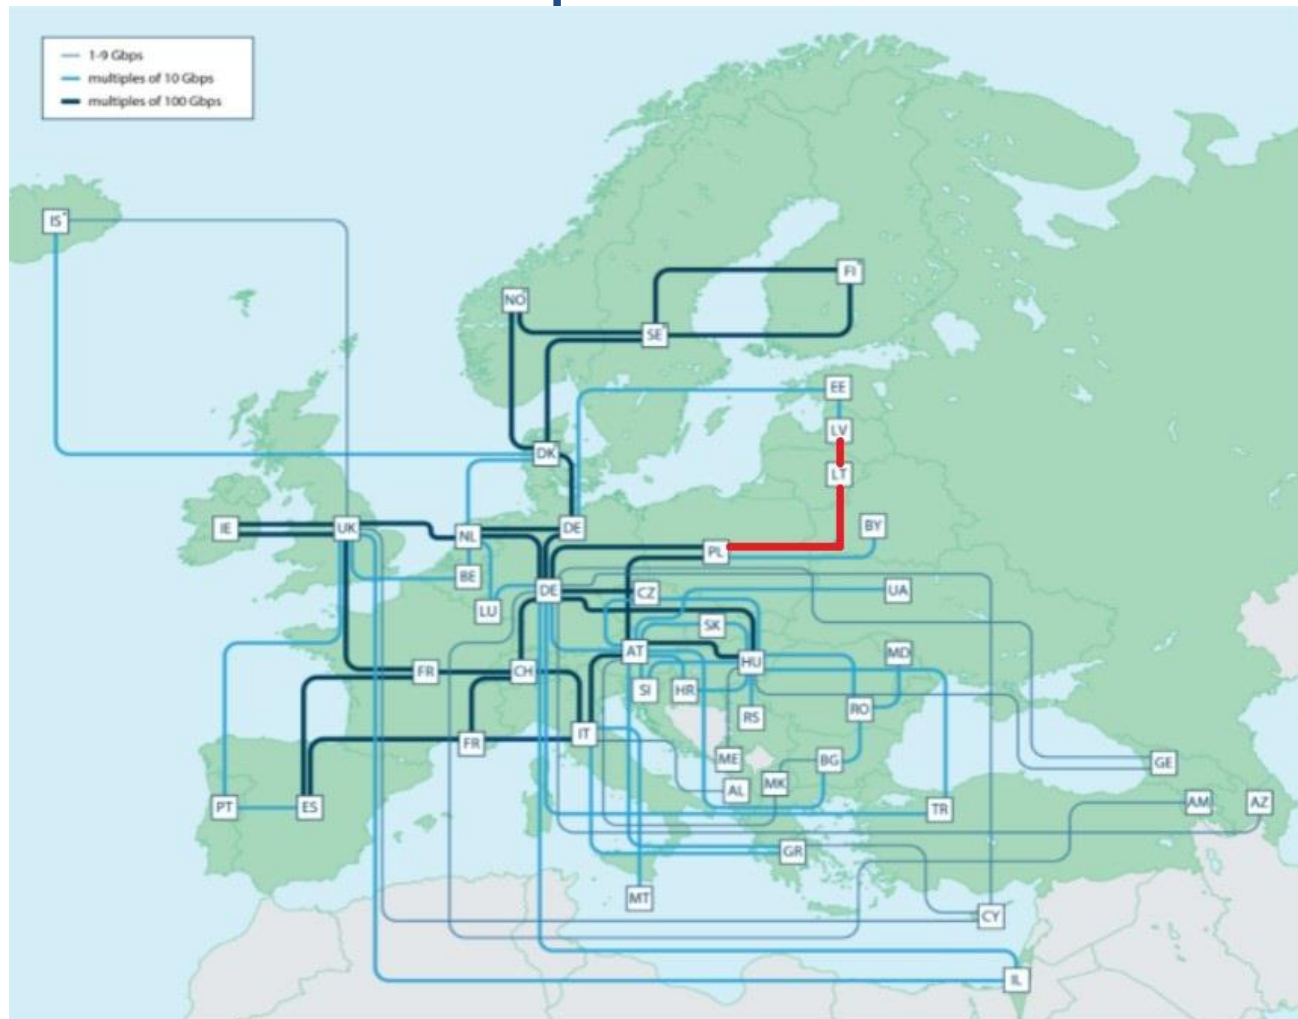 1-9 Gbps
multiples of 10 Gbps
multiples of 100 Gbps
IS*
FI
NO
SE
EE
LV
DK
LT
BY
IE
UK
NL
DE
PL
BE
DE
CZ
UA
LU
SK
AT
HU
MD
FR
CH
SI
HR
RS
RO
FR
IT
ME
BG
GE
MK
AL
PT
ES
TR
AM
AZ
GR
MT
CY
IL